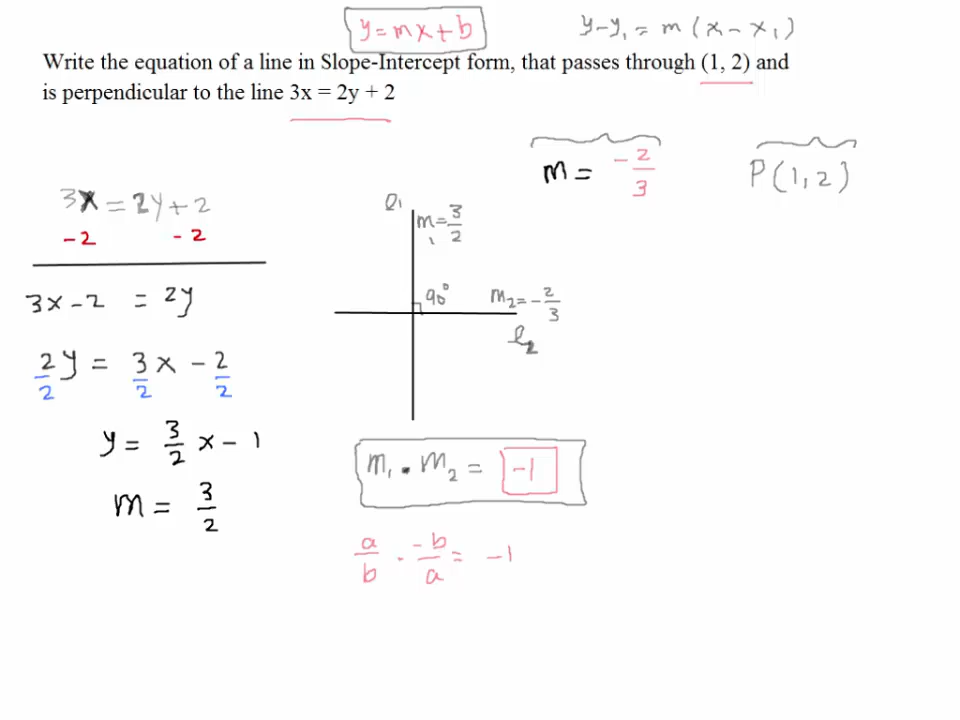 y = mx + b
y - y₁ = m (x - x₁)
Write the equation of a line in Slope-Intercept form, that passes through (1, 2) and
is perpendicular to the line 3x = 2y + 2
m = -2/3
P(1, 2)
3x = 2y + 2
-2 -2
3x - 2 = 2y
2y/2 = 3/2 x - 2/2
y = 3/2 x - 1
m = 3/2
l₁
m₁ = 3/2
90°
m₂ = -2/3
l₂
m₁ · m₂ = -1
a/b · -b/a = -1